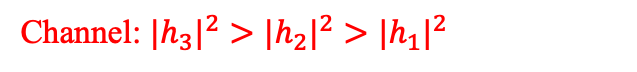 Channel: |h₃|² > |h₂|² > |h₁|²